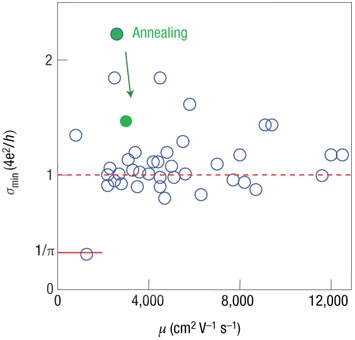 Annealing
2
σmin (4e²/h)
1
1/π
0
0 4,000 8,000 12,000
μ (cm² V⁻¹ s⁻¹)